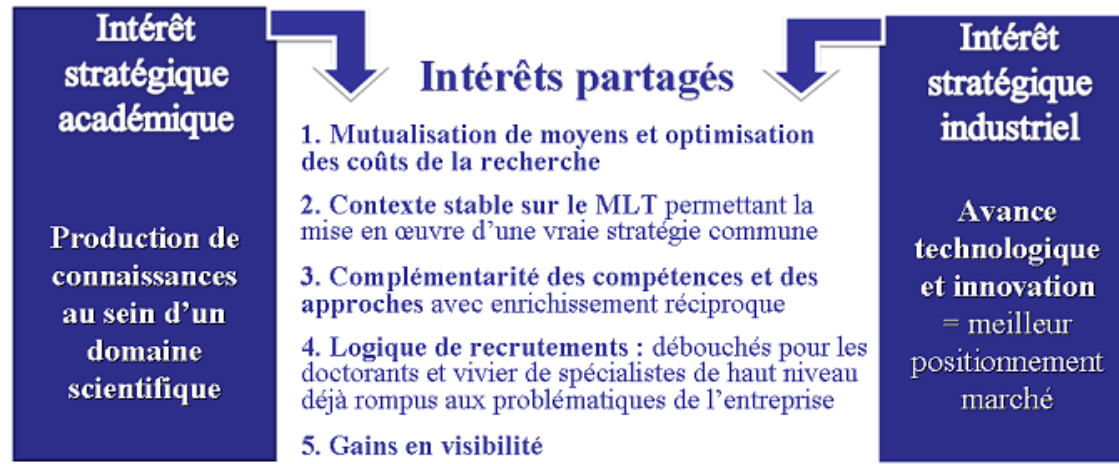 Intérêt
stratégique
académique
Production de
connaissances
au sein d’un
domaine
scientifique
Intérêts partagés
1. Mutualisation de moyens et optimisation
des coûts de la recherche
2. Contexte stable sur le MLT permettant la
mise en œuvre d’une vraie stratégie commune
3. Complémentarité des compétences et des
approches avec enrichissement réciproque
4. Logique de recrutements : débouchés pour les
doctorants et vivier de spécialistes de haut niveau
déjà rompus aux problématiques de l’entreprise
5. Gains en visibilité
Intérêt
stratégique
industriel
Avance
technologique
et innovation
= meilleur
positionnement
marché